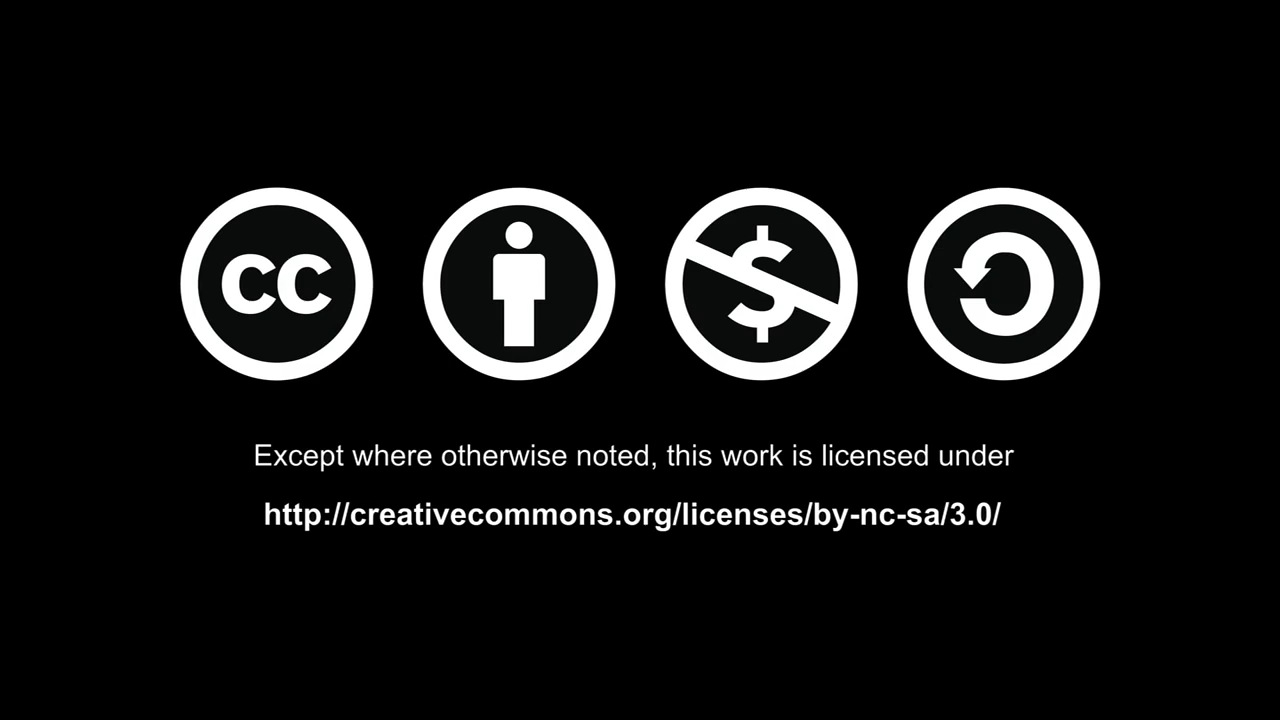 cc
Except where otherwise noted, this work is licensed under
http://creativecommons.org/licenses/by-nc-sa/3.0/